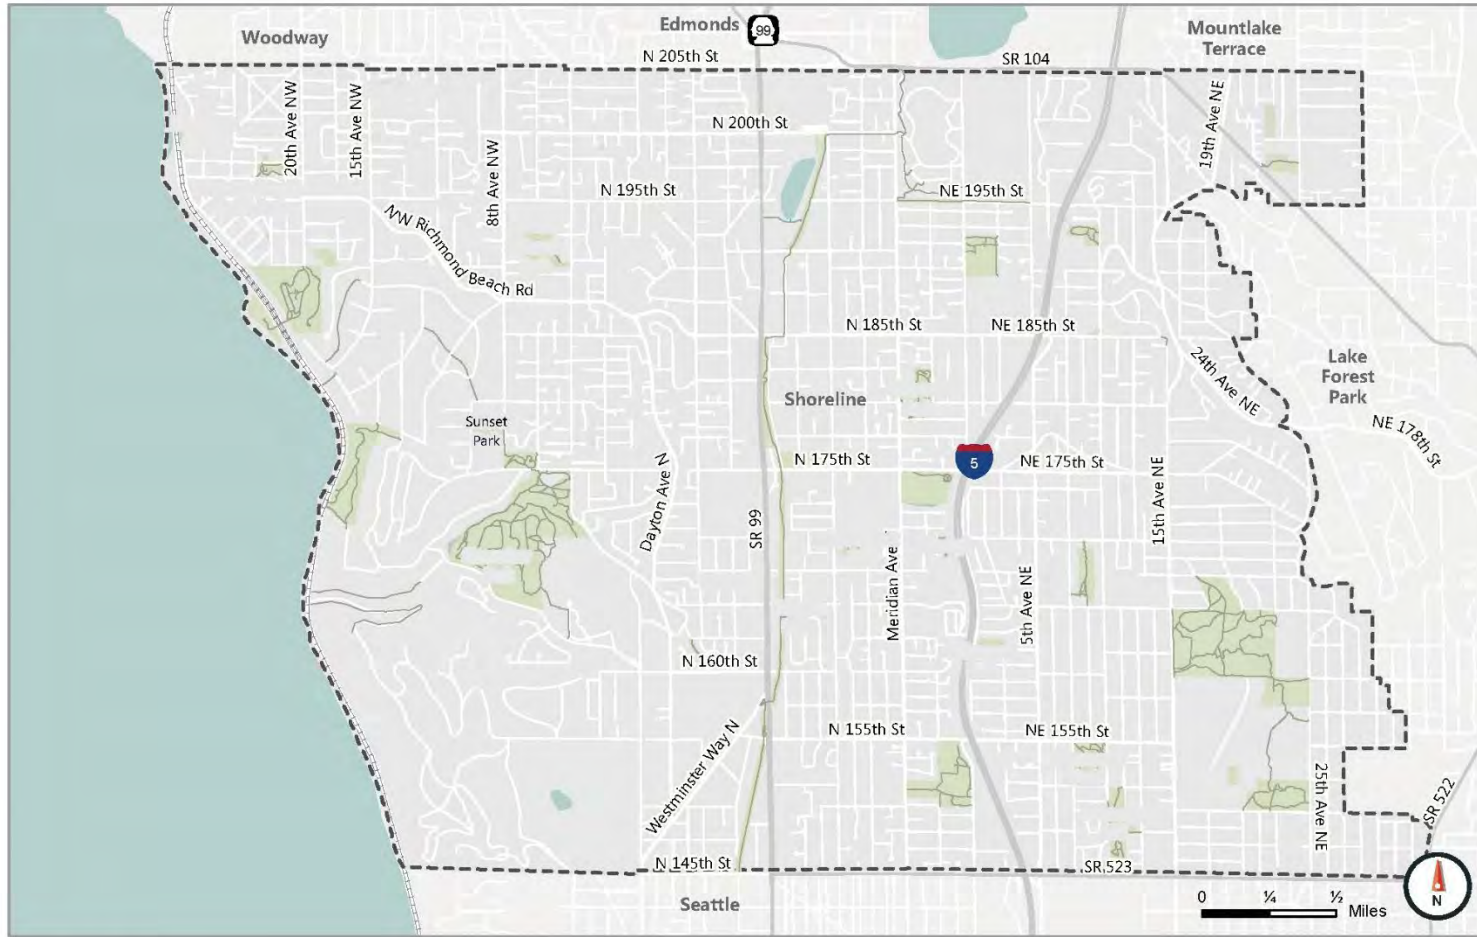 Woodway
Edmonds
99
Mountlake
Terrace
N 205th St
SR 104
20th Ave NW
15th Ave NW
8th Ave NW
N 200th St
19th Ave NE
N 195th St
NE 195th St
NW Richmond Beach Rd
N 185th St
NE 185th St
24th Ave NE
Lake
Forest
Park
Shoreline
Sunset
Park
NE 178th St
N 175th St
5
NE 175th St
Dayton Ave N
SR 99
15th Ave NE
Meridian Ave
5th Ave NE
N 160th St
Westminster Way N
N 155th St
NE 155th St
25th Ave NE
SR 522
N 145th St
SR 523
Seattle
0 ¼ ½
Miles
N